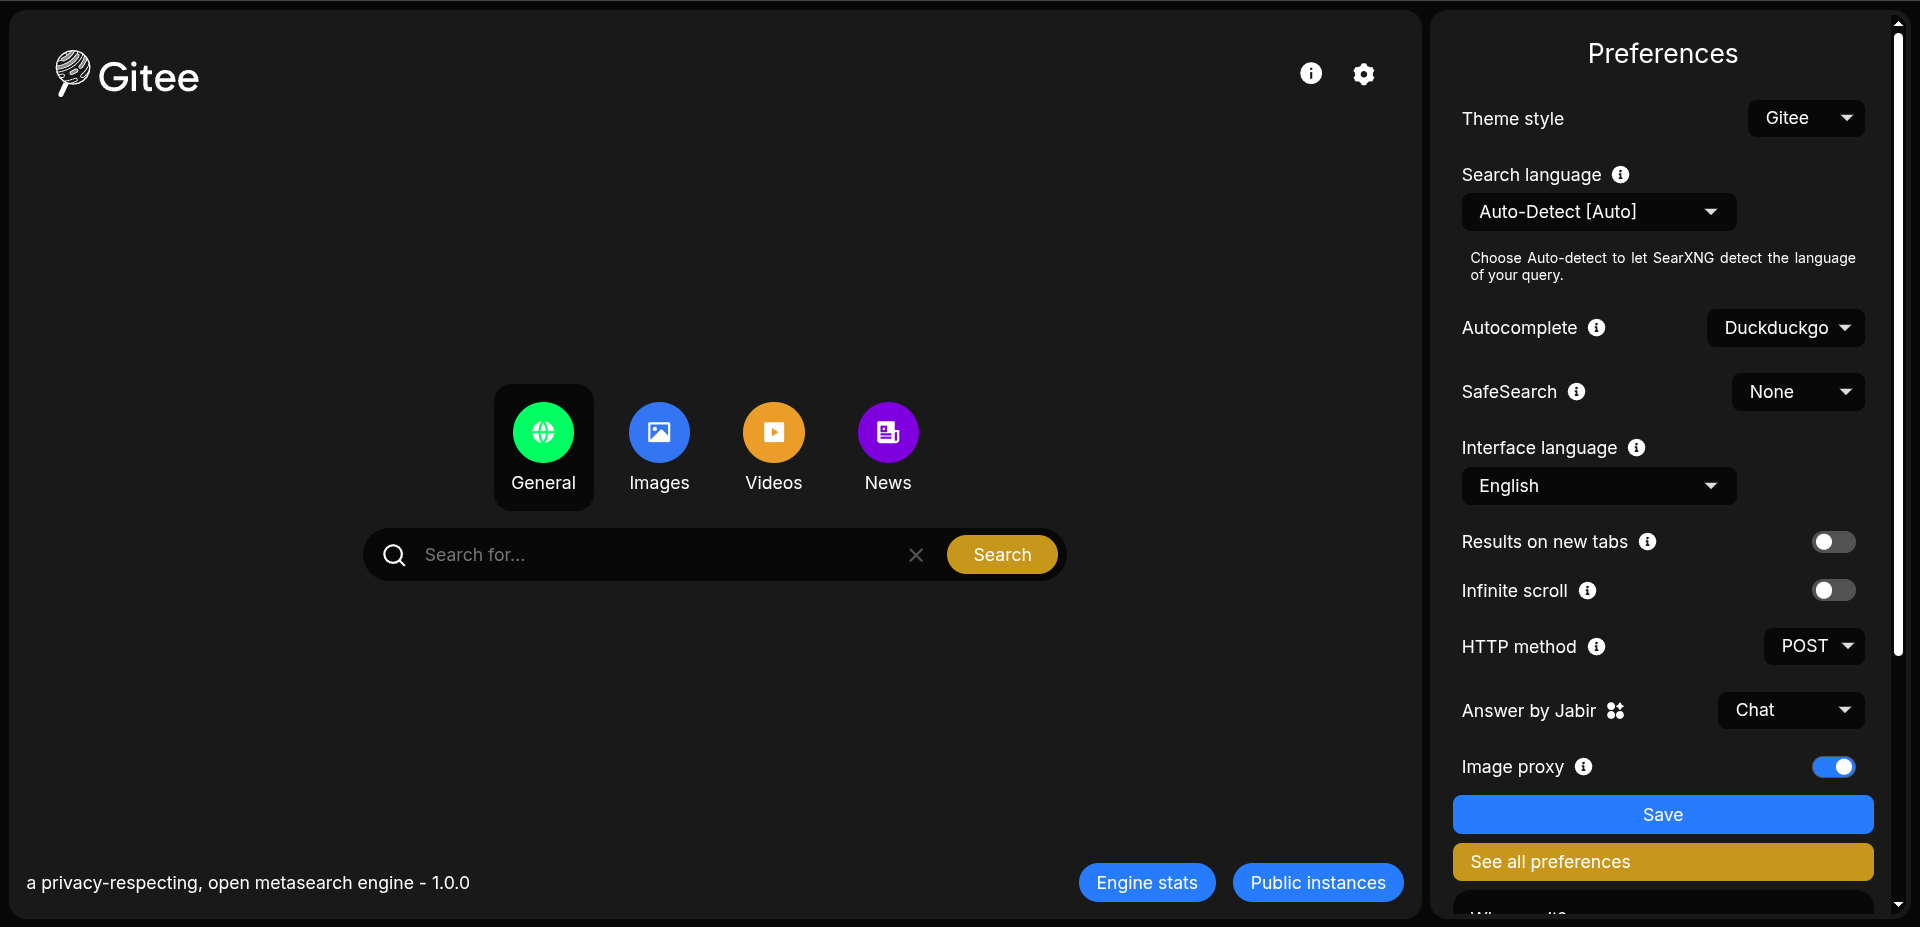 Gitee
General
Images
Videos
News
Search for...
Search
a privacy-respecting, open metasearch engine - 1.0.0
Engine stats
Public instances
Preferences
Theme style
Gitee
Search language
Auto-Detect [Auto]
Choose Auto-detect to let SearXNG detect the language
of your query.
Autocomplete
Duckduckgo
SafeSearch
None
Interface language
English
Results on new tabs
Infinite scroll
HTTP method
POST
Answer by Jabir
Chat
Image proxy
Save
See all preferences